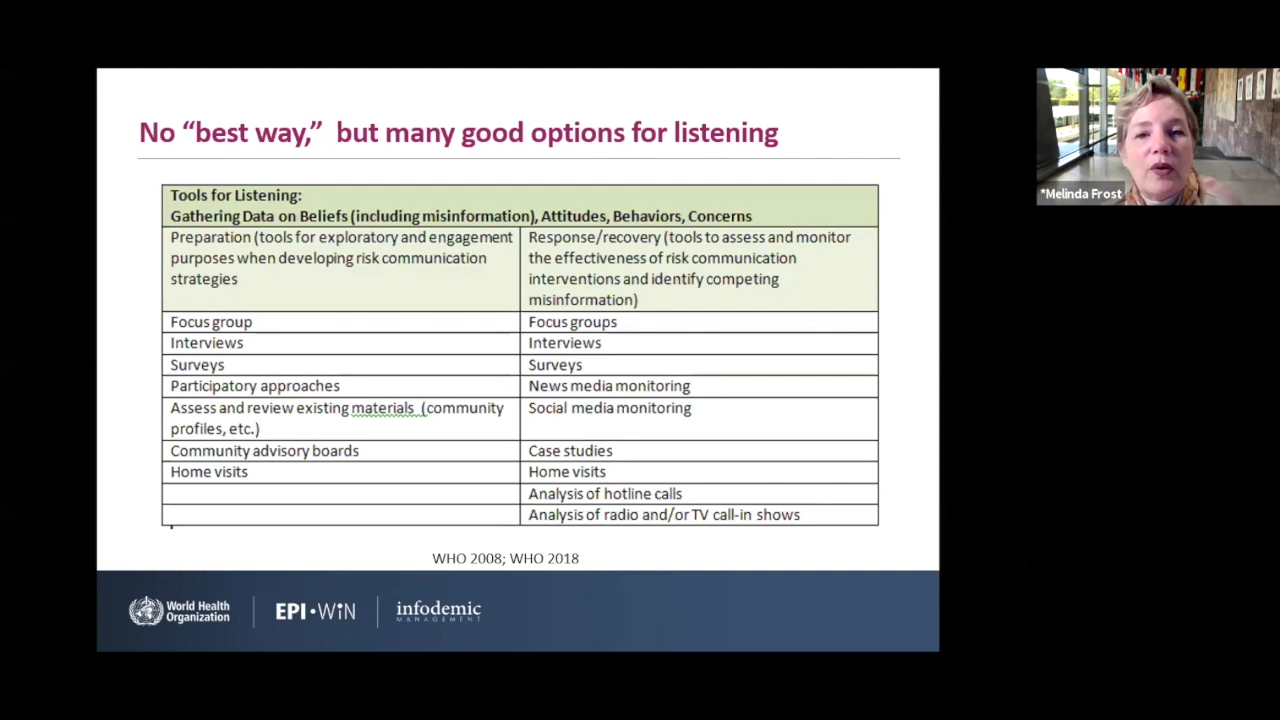 No “best way,”  but many good options for listening
Tools for Listening:
Gathering Data on Beliefs (including misinformation), Attitudes, Behaviors, Concerns
Preparation (tools for exploratory and engagement
purposes when developing risk communication
strategies
Response/recovery (tools to assess and monitor
the effectiveness of risk communication
interventions and identify competing
misinformation)
Focus group
Focus groups
Interviews
Interviews
Surveys
Surveys
Participatory approaches
News media monitoring
Assess and review existing materials  (community
profiles, etc.)
Social media monitoring
Community advisory boards
Case studies
Home visits
Home visits
Analysis of hotline calls
Analysis of radio and/or TV call-in shows
WHO 2008; WHO 2018
World Health
Organization
EPI•WiN
infodemic
MANAGEMENT
*Melinda Frost